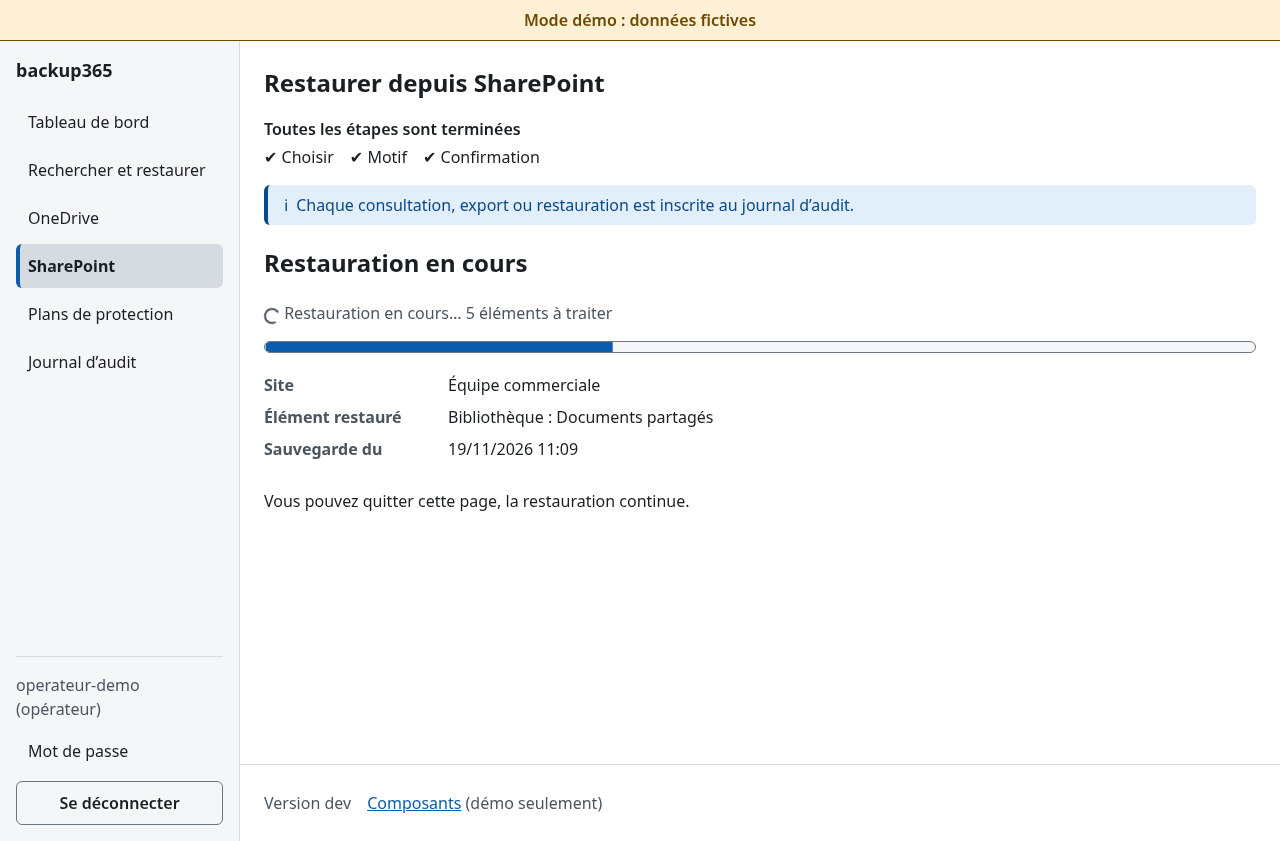 Mode démo : données fictives
backup365
Tableau de bord
Rechercher et restaurer
OneDrive
SharePoint
Plans de protection
Journal d’audit
operateur-demo
(opérateur)
Mot de passe
Se déconnecter
Restaurer depuis SharePoint
Toutes les étapes sont terminées
✔ Choisir ✔ Motif ✔ Confirmation
i Chaque consultation, export ou restauration est inscrite au journal d’audit.
Restauration en cours
Restauration en cours… 5 éléments à traiter
Site Équipe commerciale
Élément restauré Bibliothèque : Documents partagés
Sauvegarde du 19/11/2026 11:09
Vous pouvez quitter cette page, la restauration continue.
Version dev Composants (démo seulement)